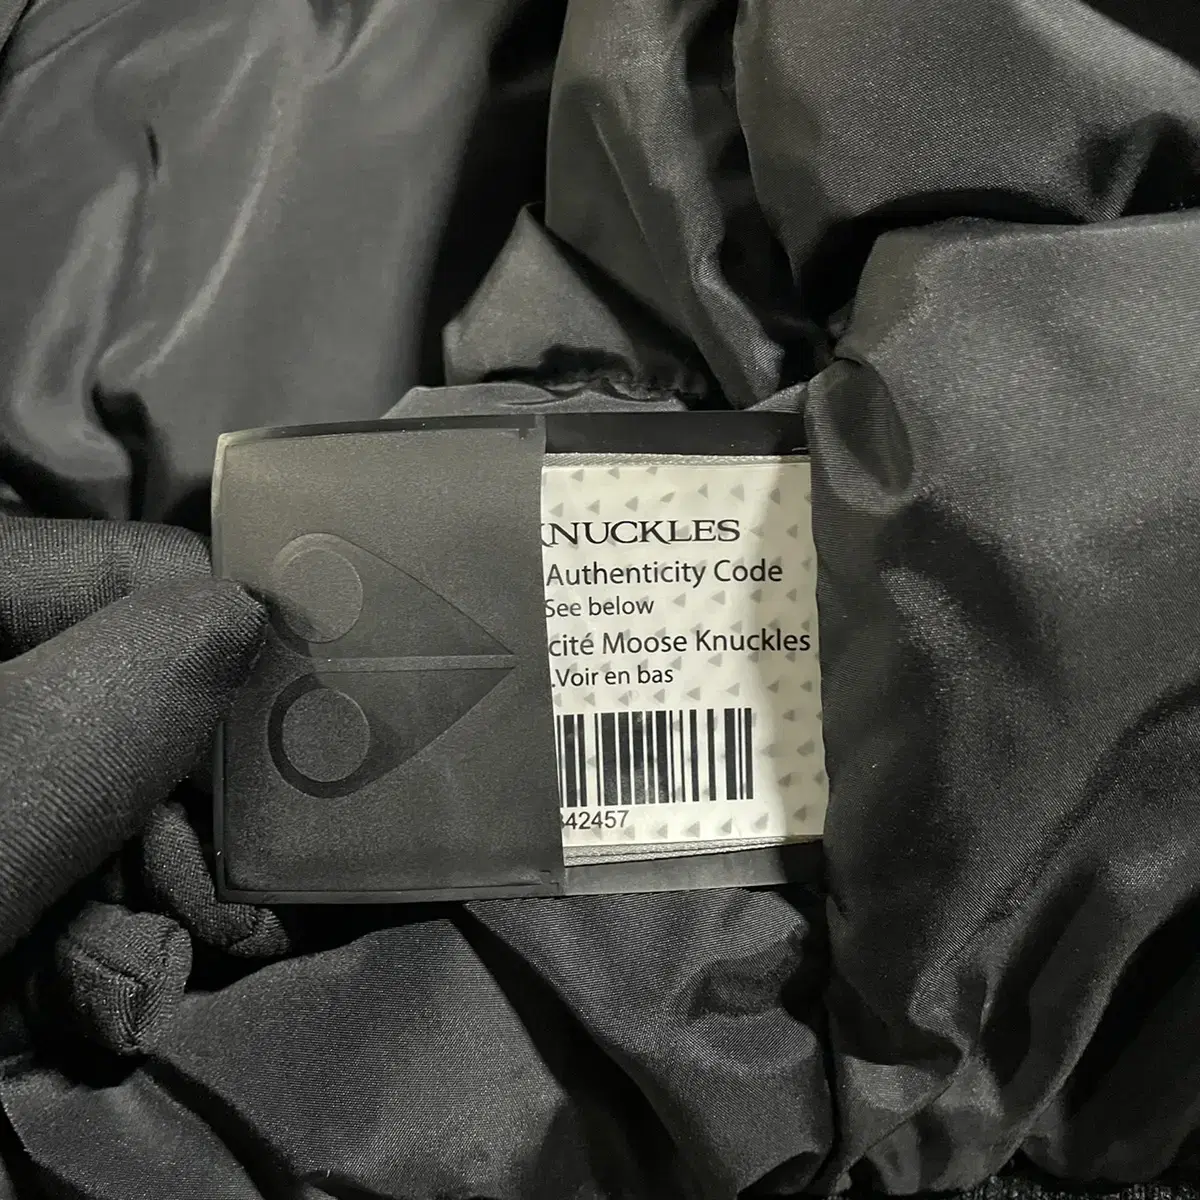 KNUCKLES
Authenticity Code
See below
cité Moose Knuckles
.Voir en bas
42457